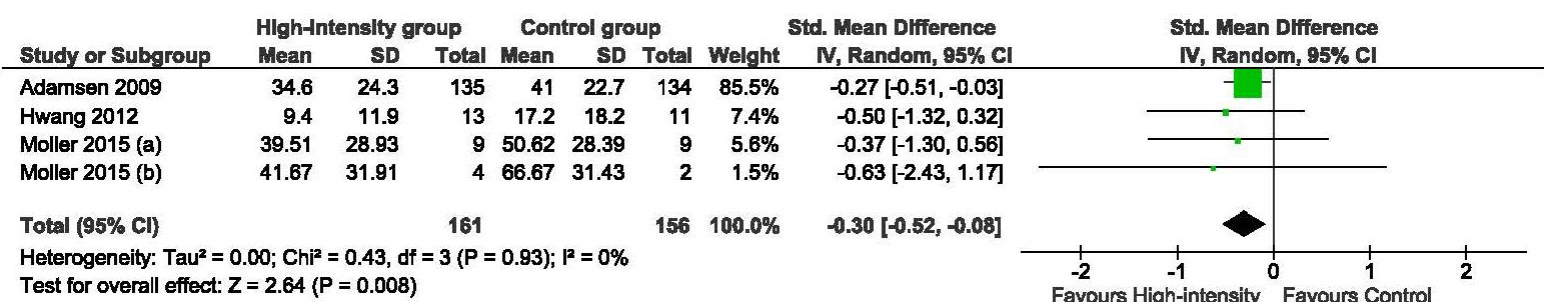 High-Intensity group Control group Std. Mean Difference Std. Mean Difference
Study or Subgroup Mean SD Total Mean SD Total Weight IV, Random, 95% CI IV, Random, 95% CI
Adamsen 2009 34.6 24.3 135 41 22.7 134 85.5% -0.27 [-0.51, -0.03]
Hwang 2012 9.4 11.9 13 17.2 18.2 11 7.4% -0.50 [-1.32, 0.32]
Moller 2015 (a) 39.51 28.93 9 50.62 28.39 9 5.6% -0.37 [-1.30, 0.56]
Moller 2015 (b) 41.67 31.91 4 66.67 31.43 2 1.5% -0.63 [-2.43, 1.17]
Total (95% CI) 161 156 100.0% -0.30 [-0.52, -0.08]
Heterogeneity: Tau² = 0.00; Chi² = 0.43, df = 3 (P = 0.93); I² = 0%
Test for overall effect: Z = 2.64 (P = 0.008)
-2 -1 0 1 2
Favours High-intensity Favours Control